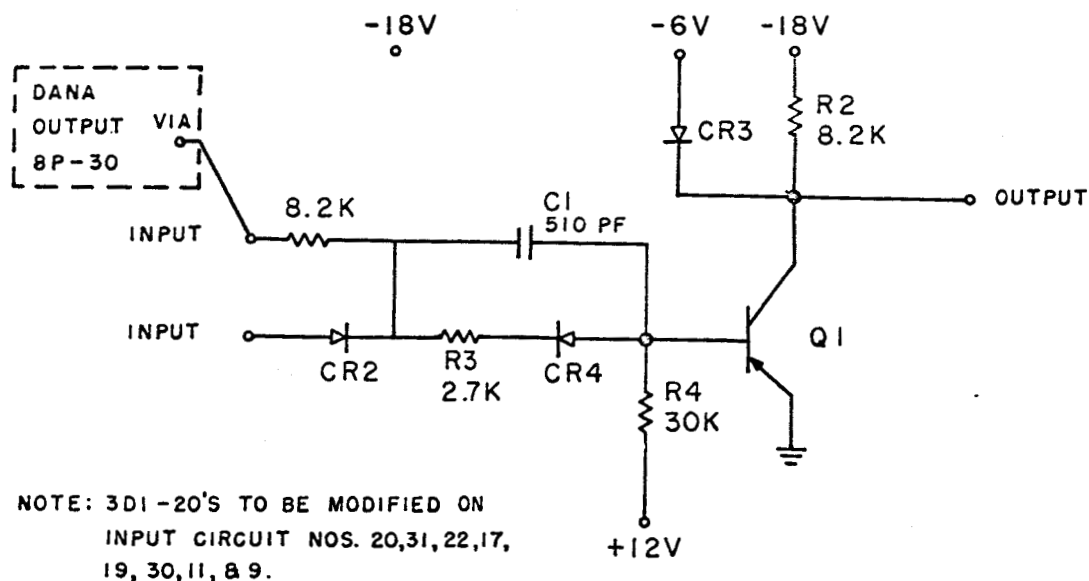 -18V
-6V
-18V
DANA
OUTPUT VIA
8P-30
CR3
R2
8.2K
OUTPUT
INPUT
8.2K
C1
510 PF
INPUT
CR2
R3
2.7K
CR4
Q1
R4
30K
+12V
NOTE: 3D1-20'S TO BE MODIFIED ON
INPUT CIRCUIT NOS. 20,31,22,17,
19,30,11, & 9.